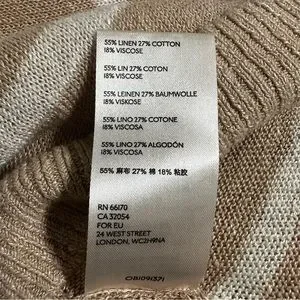 55% LINEN 27% COTTON
18% VISCOSE
55% LIN 27% COTON
18% VISCOSE
55% LEINEN 27% BAUMWOLLE
18% VISKOSE
55% LINO 27% COTONE
18% VISCOSA
55% LINO 27% ALGODÓN
18% VISCOSA
55% 麻布 27% 棉 18% 粘胶
RN 66170
CA 32054
FOR EU
24 WEST STREET
LONDON, WC2H9NA